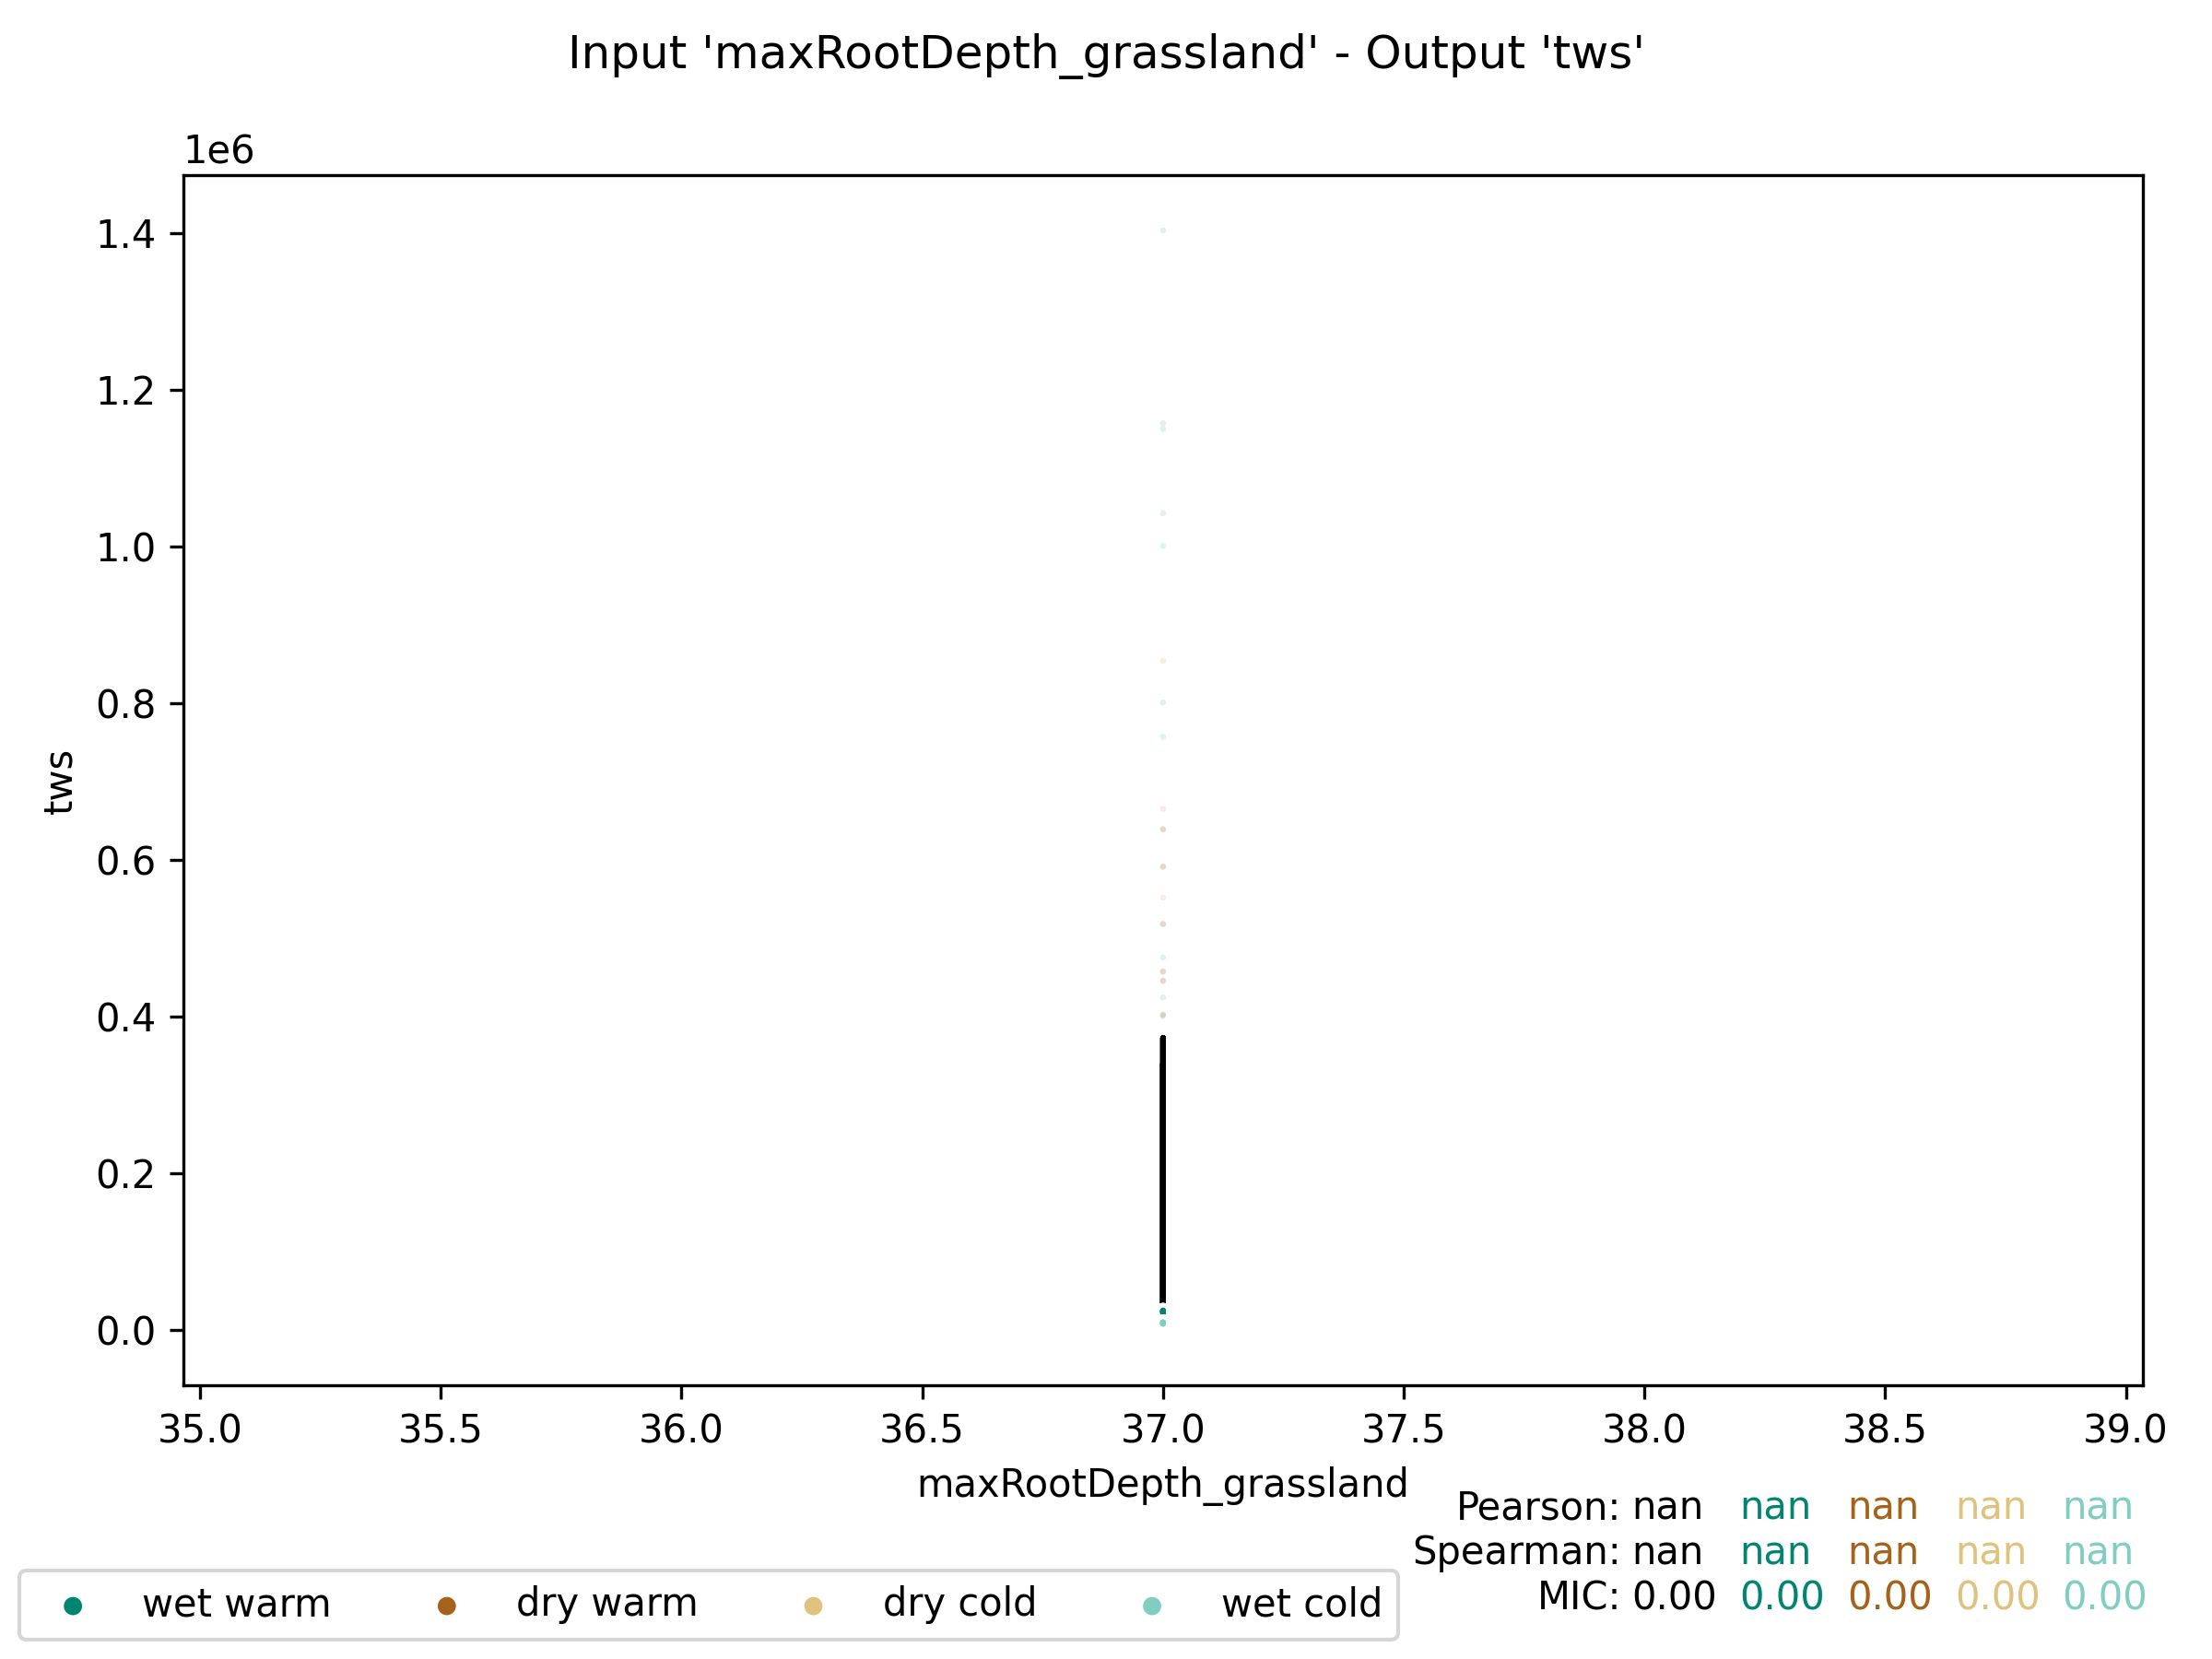 Input 'maxRootDepth_grassland' - Output 'tws'
1e6
1.4
1.2
1.0
0.8
0.6
0.4
0.2
0.0
tws
35.0 35.5 36.0 36.5 37.0 37.5 38.0 38.5 39.0
maxRootDepth_grassland
Pearson: nan nan nan nan nan
Spearman: nan nan nan nan nan
MIC: 0.00 0.00 0.00 0.00 0.00
wet warm dry warm dry cold wet cold